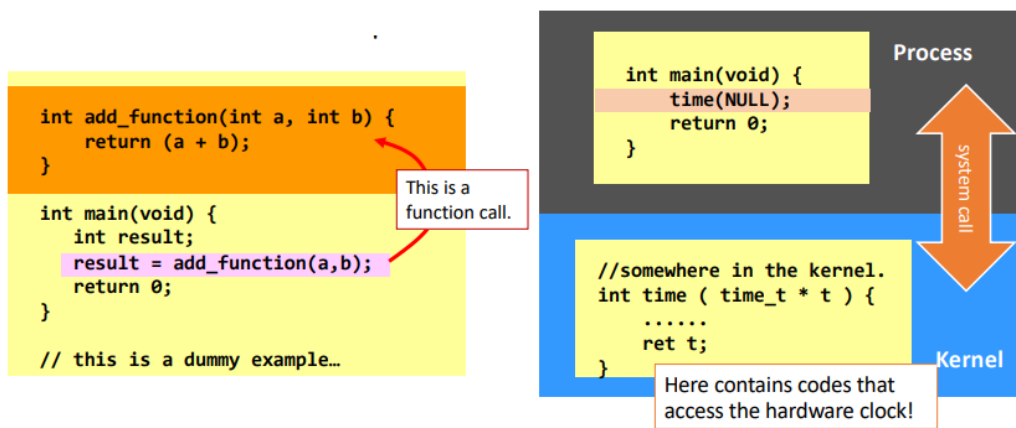 .
int add_function(int a, int b) {
return (a + b);
}
This is a
function call.
int main(void) {
int result;
result = add_function(a,b);
return 0;
}
// this is a dummy example…
Process
int main(void) {
time(NULL);
return 0;
}
system call
//somewhere in the kernel.
int time ( time_t * t ) {
......
ret t;
}
Kernel
Here contains codes that
access the hardware clock!